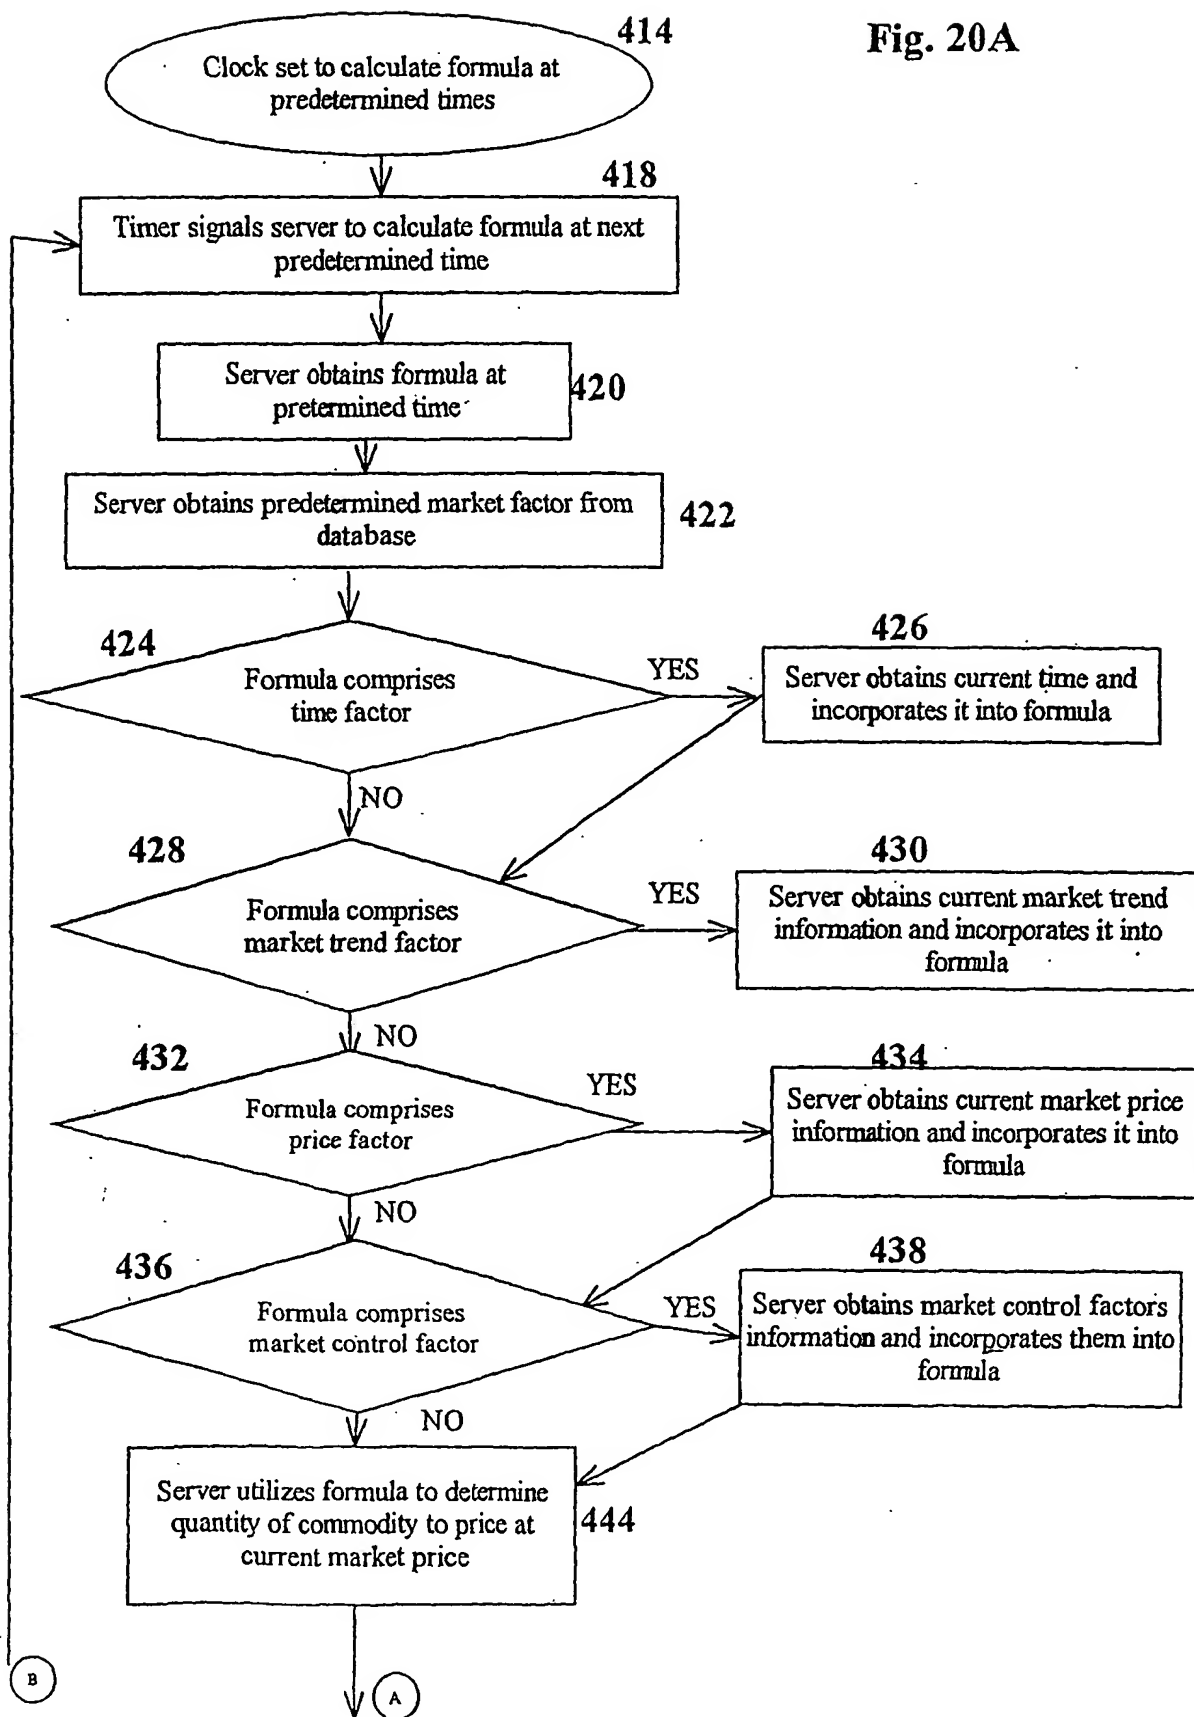 Fig. 20A
414
Clock set to calculate formula at
predetermined times
418
Timer signals server to calculate formula at next
predetermined time
Server obtains formula at
pretermined time
420
Server obtains predetermined market factor from
database
422
424
Formula comprises
time factor
YES
426
Server obtains current time and
incorporates it into formula
NO
428
Formula comprises
market trend factor
YES
430
Server obtains current market trend
information and incorporates it into
formula
NO
432
Formula comprises
price factor
YES
434
Server obtains current market price
information and incorporates it into
formula
NO
436
Formula comprises
market control factor
YES
438
Server obtains market control factors
information and incorporates them into
formula
NO
Server utilizes formula to determine
quantity of commodity to price at
current market price
444
B
A